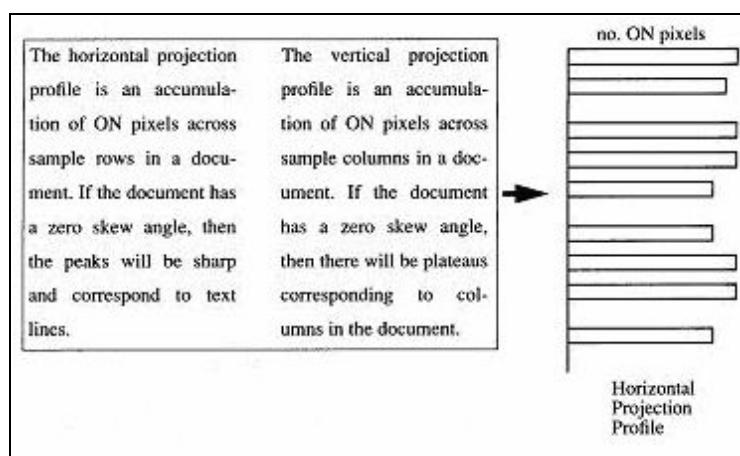 The horizontal projection
profile is an accumula-
tion of ON pixels across
sample rows in a docu-
ment. If the document has
a zero skew angle, then
the peaks will be sharp
and correspond to text
lines.
The vertical projection
profile is an accumula-
tion of ON pixels across
sample columns in a doc-
ument. If the document
has a zero skew angle,
then there will be plateaus
corresponding to col-
umns in the document.
no. ON pixels
Horizontal
Projection
Profile